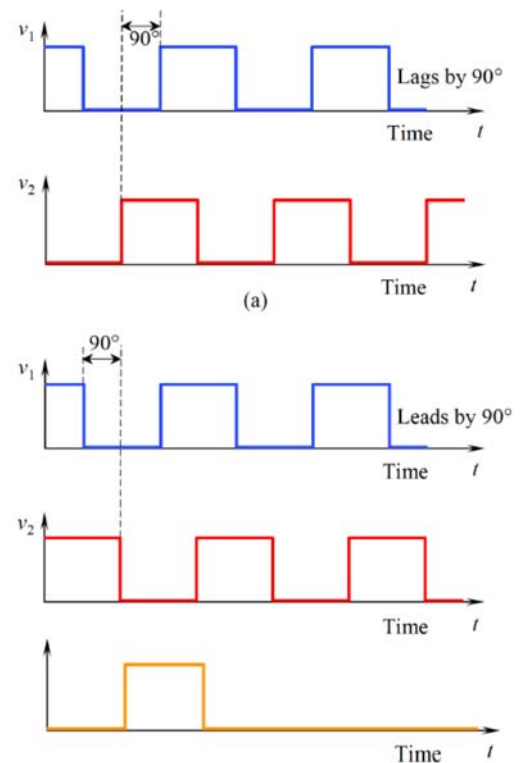 v₁
90°
Lags by 90°
Time t
v₂
Time t
(a)
90°
v₁
Leads by 90°
Time t
v₂
Time t
Time t